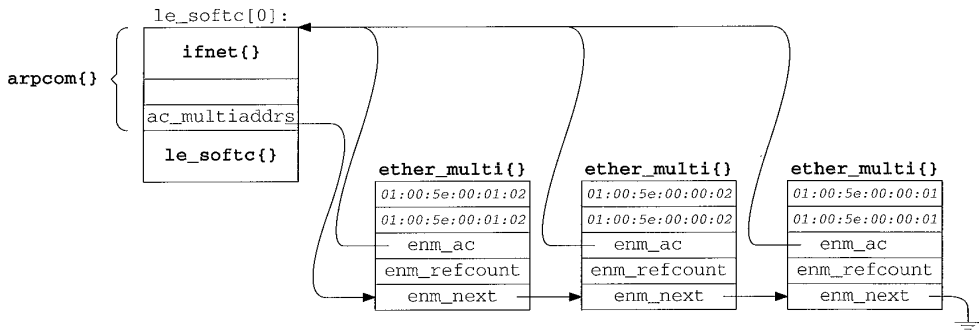 le_softc[0]:
ifnet{}
arpcom{}
ac_multiaddrs
le_softc{}
ether_multi{} ether_multi{} ether_multi{}
01:00:5e:00:01:02 01:00:5e:00:00:02 01:00:5e:00:00:01
01:00:5e:00:01:02 01:00:5e:00:00:02 01:00:5e:00:00:01
enm_ac enm_ac enm_ac
enm_refcount enm_refcount enm_refcount
enm_next enm_next enm_next